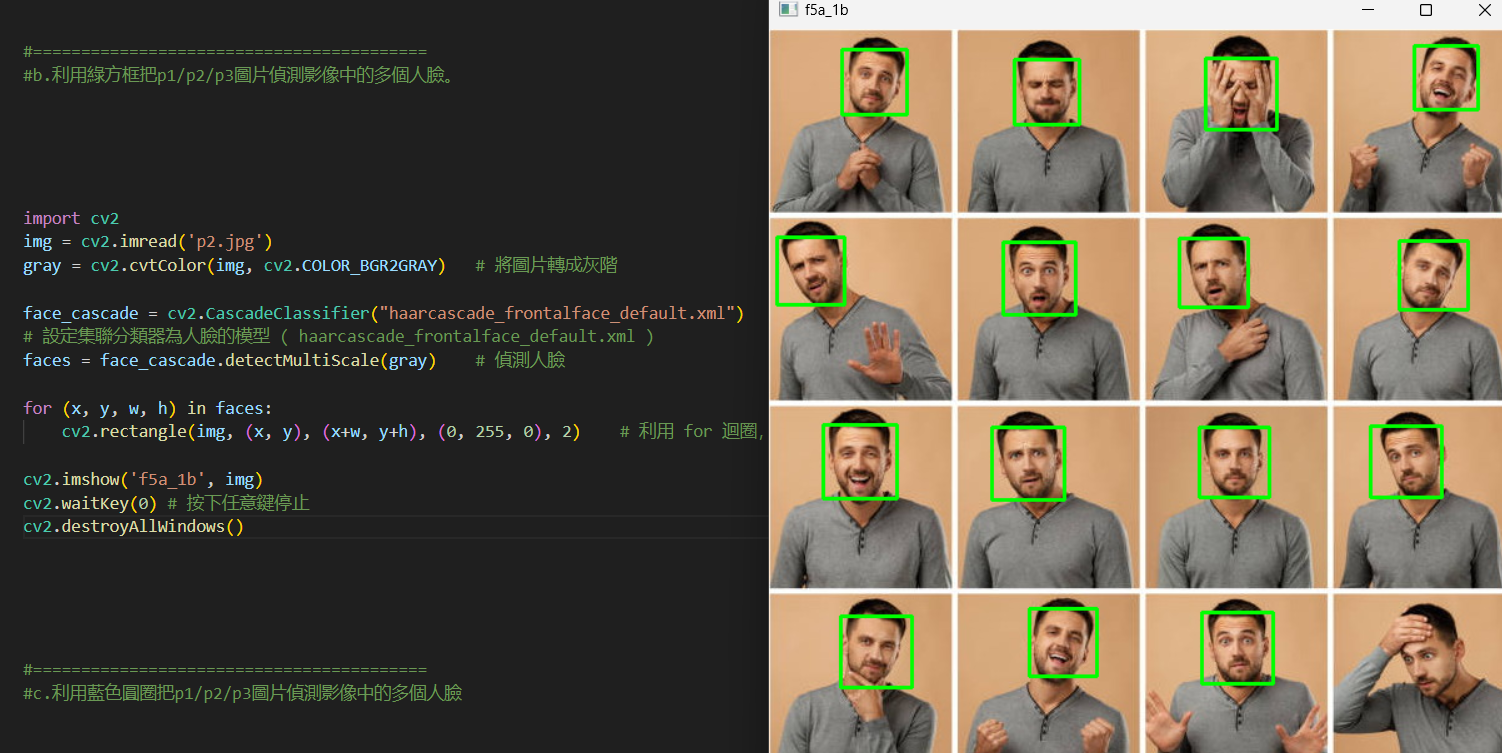 f5a_1b
#=========================================
#b.利用綠方框把p1/p2/p3圖片偵測影像中的多個人臉。
import cv2
img = cv2.imread('p2.jpg')
gray = cv2.cvtColor(img, cv2.COLOR_BGR2GRAY)   # 將圖片轉成灰階
face_cascade = cv2.CascadeClassifier("haarcascade_frontalface_default.xml")
# 設定集聯分類器為人臉的模型 ( haarcascade_frontalface_default.xml )
faces = face_cascade.detectMultiScale(gray)    # 偵測人臉
for (x, y, w, h) in faces:
    cv2.rectangle(img, (x, y), (x+w, y+h), (0, 255, 0), 2)    # 利用 for 迴圈,
cv2.imshow('f5a_1b', img)
cv2.waitKey(0) # 按下任意鍵停止
cv2.destroyAllWindows()
#=========================================
#c.利用藍色圓圈把p1/p2/p3圖片偵測影像中的多個人臉